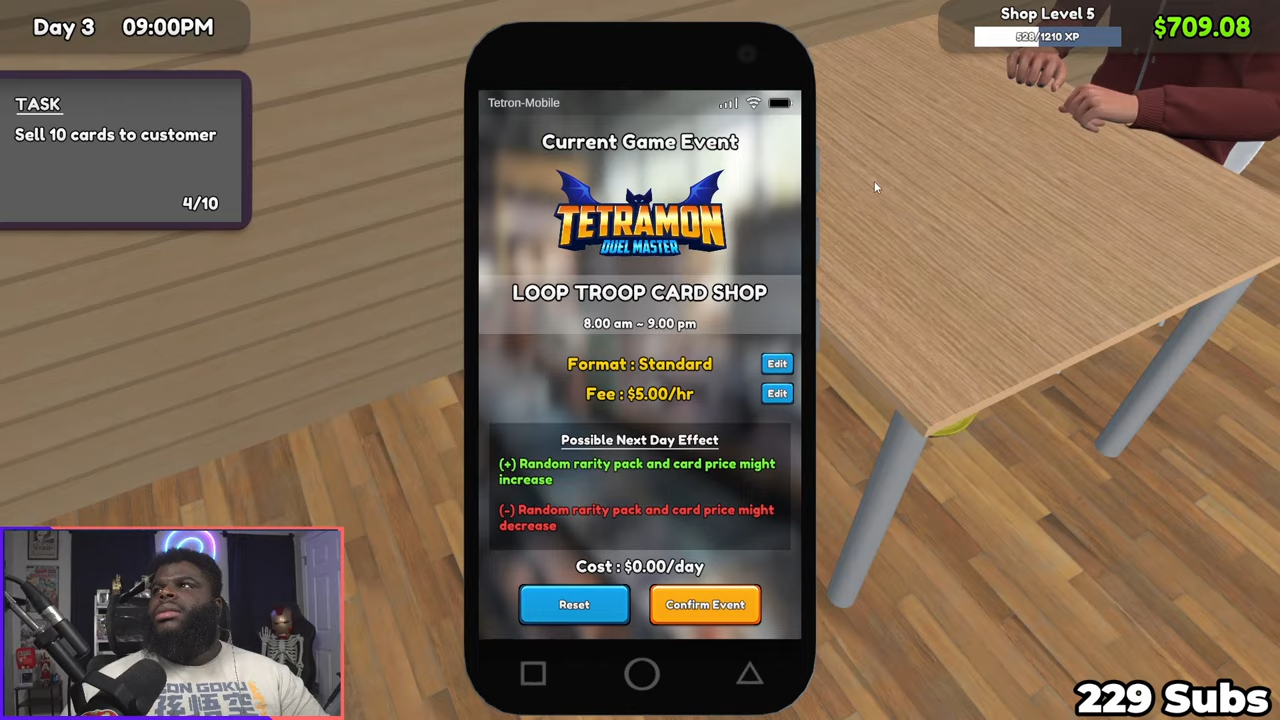 Day 3 09:00PM
Shop Level 5
528/1210 XP
$709.08
TASK
Sell 10 cards to customer
4/10
Tetron-Mobile
Current Game Event
TETRAMON
DUEL MASTER
LOOP TROOP CARD SHOP
8.00 am ~ 9.00 pm
Format : Standard
Edit
Fee : $5.00/hr
Edit
Possible Next Day Effect
(+) Random rarity pack and card price might
increase
(-) Random rarity pack and card price might
decrease
Cost : $0.00/day
Reset
Confirm Event
229 Subs